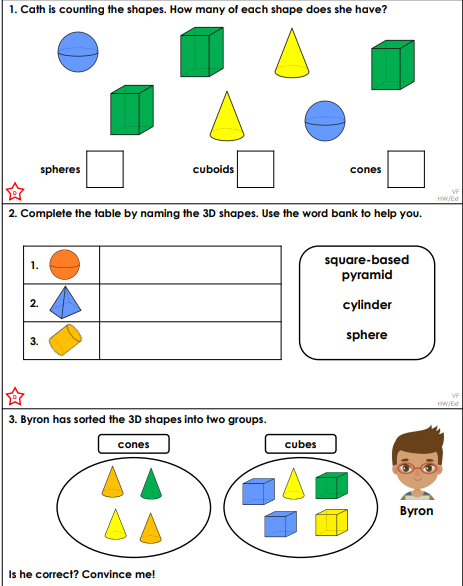 1. Cath is counting the shapes. How many of each shape does she have?
spheres cuboids cones
D
VF
HW/Ext
2. Complete the table by naming the 3D shapes. Use the word bank to help you.
1.
2.
3.
square-based
pyramid
cylinder
sphere
D
VF
HW/Ext
3. Byron has sorted the 3D shapes into two groups.
cones cubes
Byron
Is he correct? Convince me!